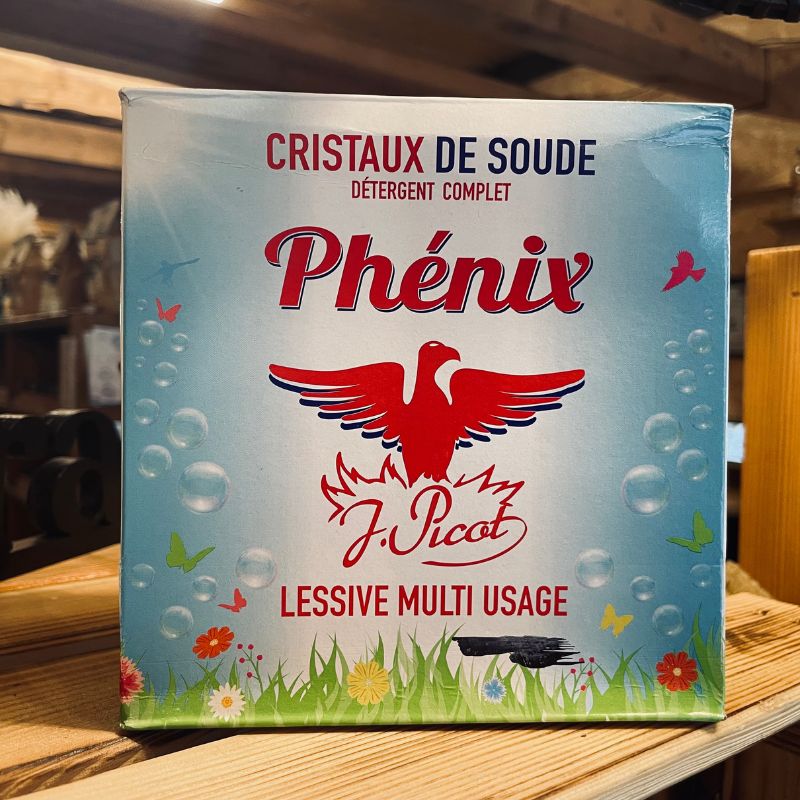 CRISTAUX DE SOUDE
DÉTERGENT COMPLET
Phénix
J. Picot
LESSIVE MULTI USAGE